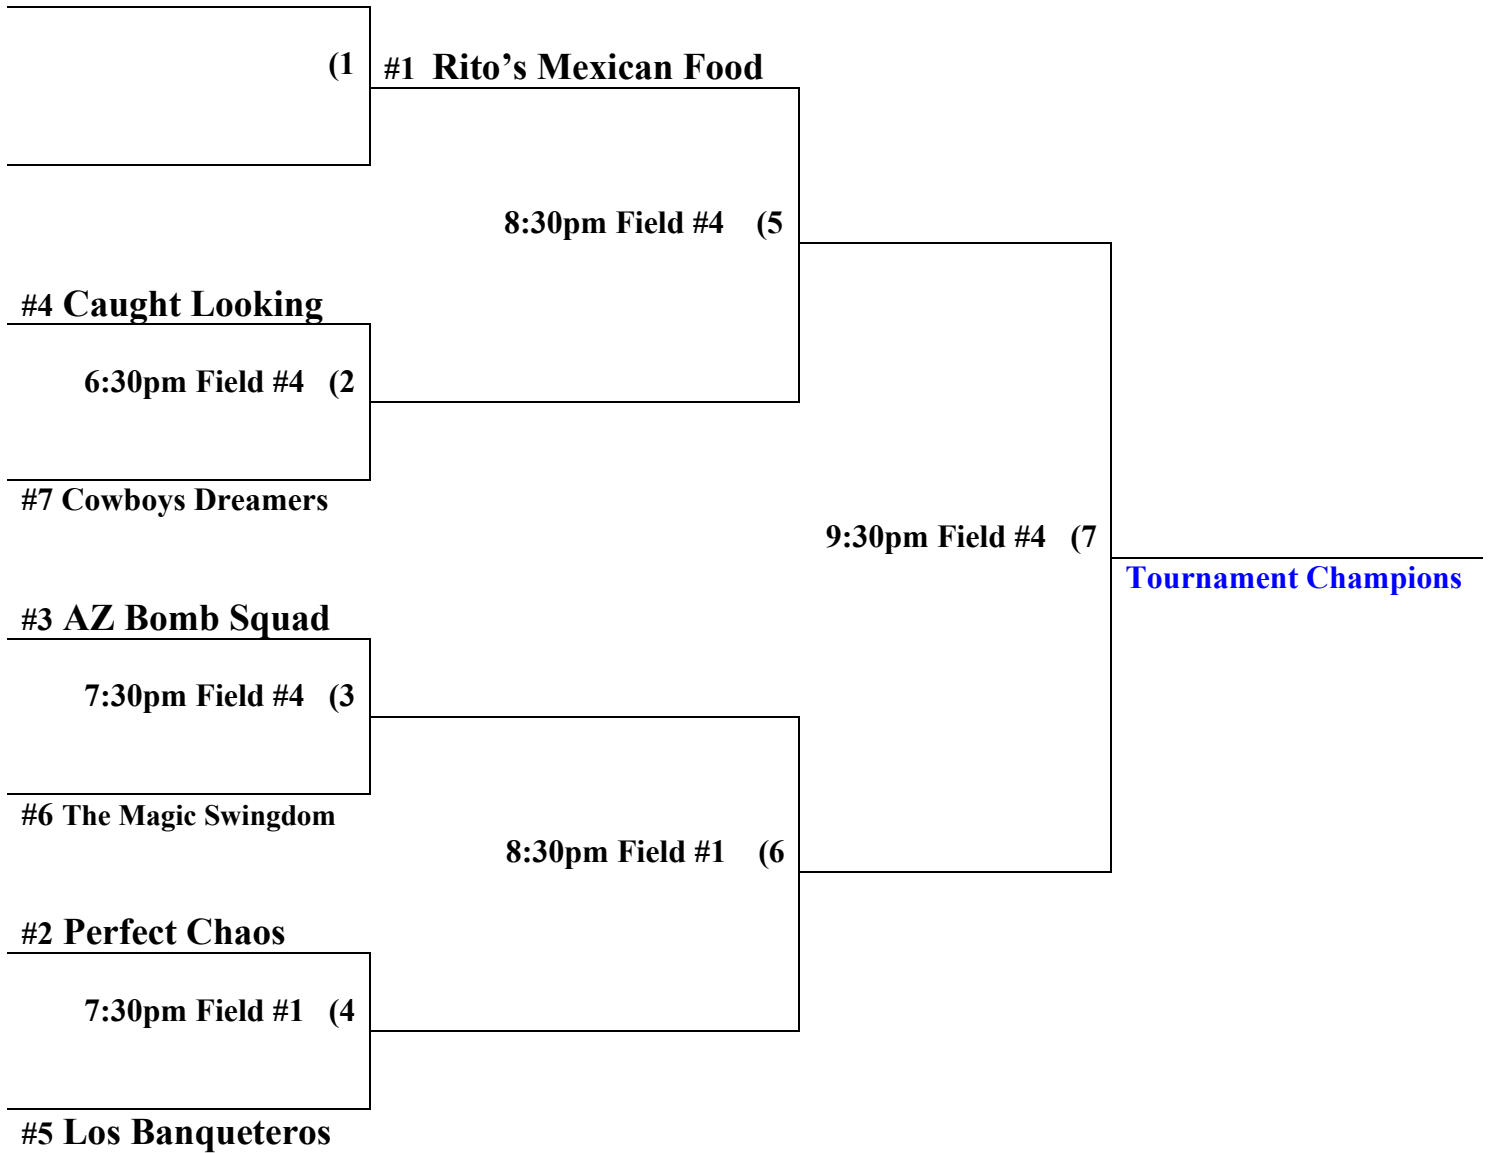 (1
#1 Rito’s Mexican Food
8:30pm Field #4 (5
#4 Caught Looking
6:30pm Field #4 (2
#7 Cowboys Dreamers
9:30pm Field #4 (7
Tournament Champions
#3 AZ Bomb Squad
7:30pm Field #4 (3
#6 The Magic Swingdom
8:30pm Field #1 (6
#2 Perfect Chaos
7:30pm Field #1 (4
#5 Los Banqueteros